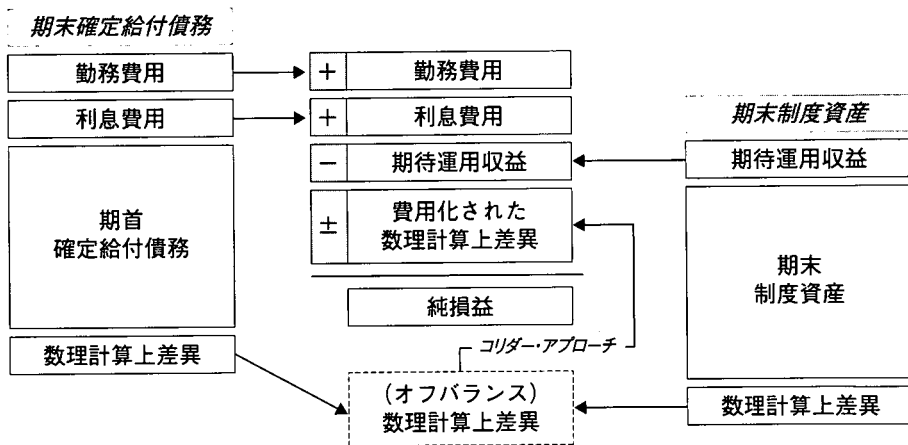 期末確定給付債務
勤務費用
利息費用
期首
確定給付債務
数理計算上差異
+ 勤務費用
+ 利息費用
− 期待運用収益
± 費用化された
数理計算上差異
純損益
コリダー・アプローチ
(オフバランス)
数理計算上差異
期末制度資産
期待運用収益
期末
制度資産
数理計算上差異